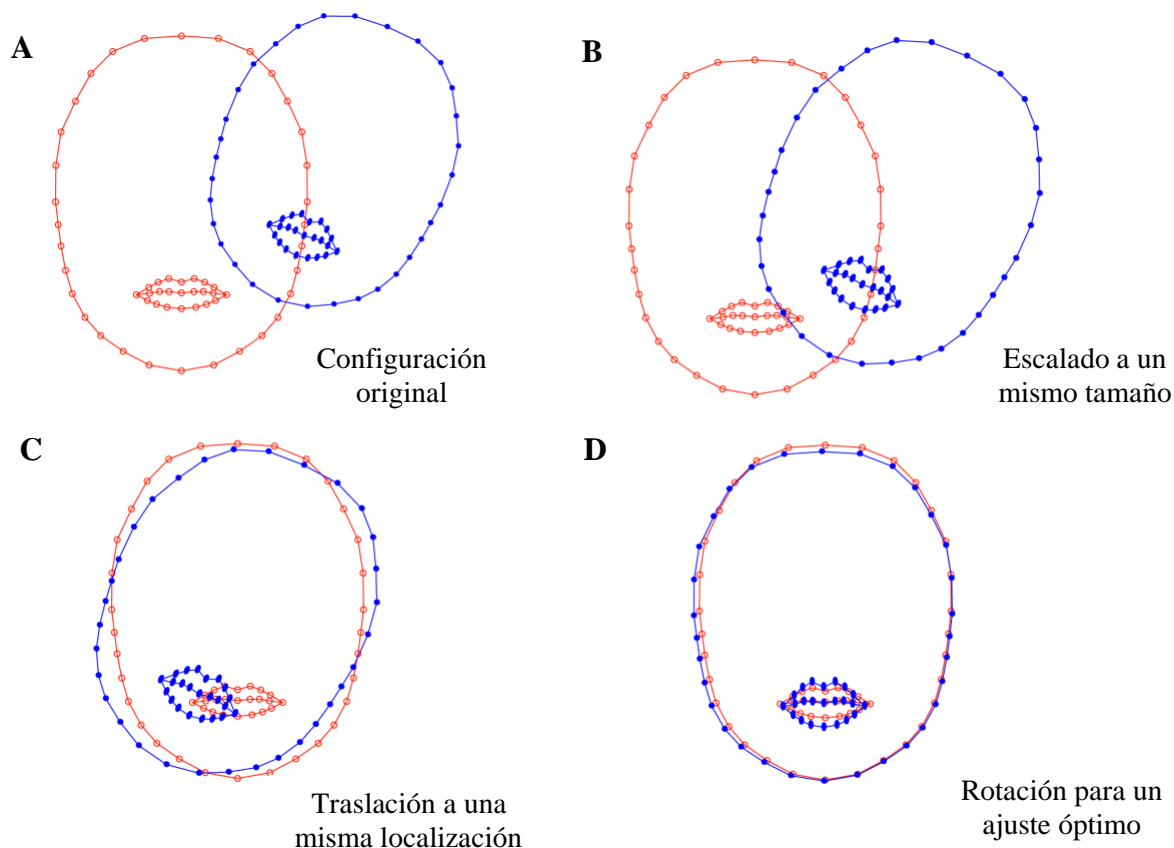 A
Configuración
original
B
Escalado a un
mismo tamaño
C
Traslación a una
misma localización
D
Rotación para un
ajuste óptimo